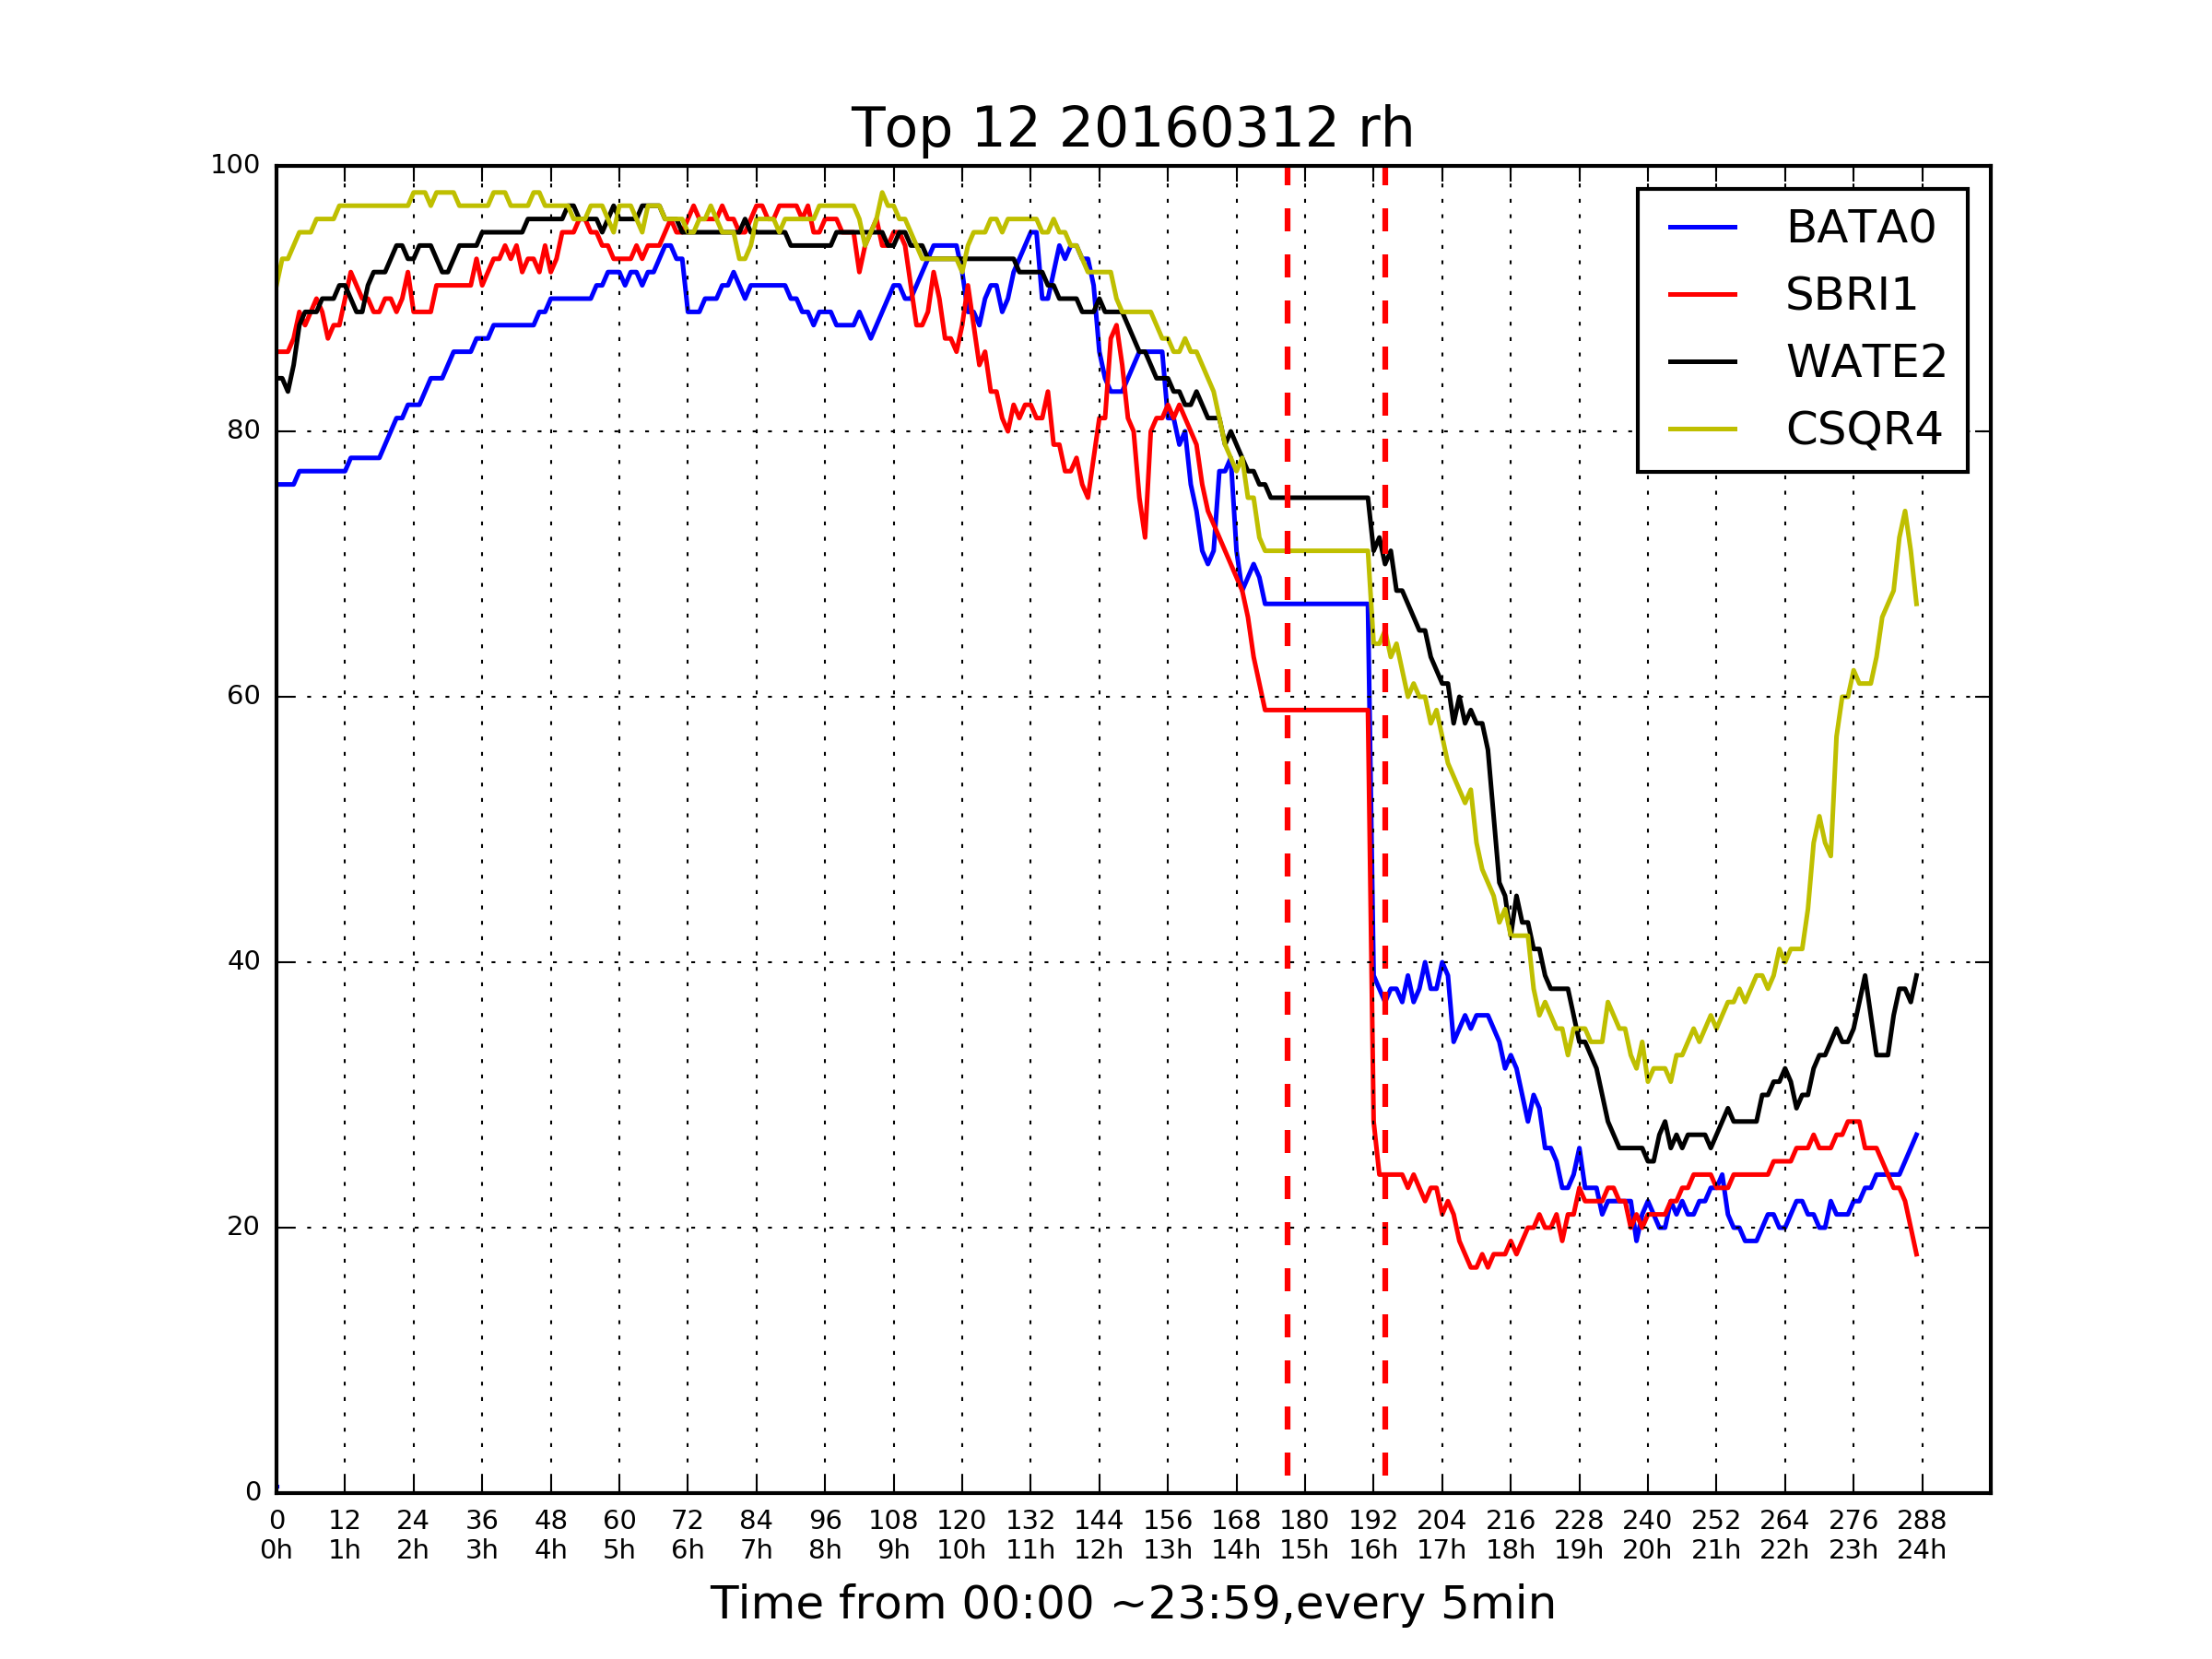 Top 12 20160312 rh
100
80
60
40
20
0
BATA0
SBRI1
WATE2
CSQR4
0 12 24 36 48 60 72 84 96 108 120 132 144 156 168 180 192 204 216 228 240 252 264 276 288
0h 1h 2h 3h 4h 5h 6h 7h 8h 9h 10h 11h 12h 13h 14h 15h 16h 17h 18h 19h 20h 21h 22h 23h 24h
Time from 00:00 ~23:59,every 5min